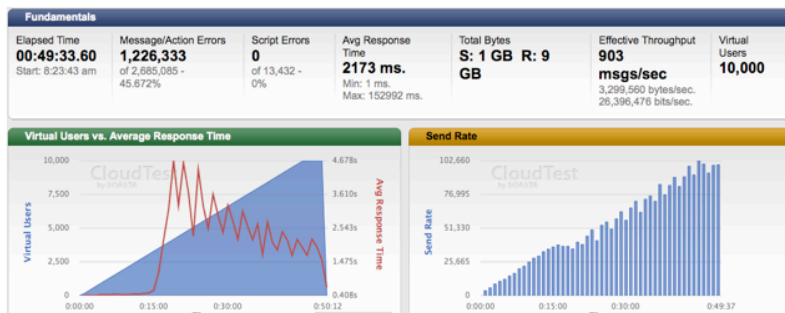 Fundamentals
Elapsed Time
00:49:33.60
Start: 8:23:43 am
Message/Action Errors
1,226,333
of 2,685,085 -
45.672%
Script Errors
0
of 13,432 -
0%
Avg Response
Time
2173 ms.
Min: 1 ms.
Max: 152992 ms.
Total Bytes
S: 1 GB R: 9
GB
Effective Throughput
903
msgs/sec
3,299,560 bytes/sec.
26,396,476 bits/sec.
Virtual
Users
10,000
Virtual Users vs. Average Response Time
CloudTest
by SOASTA
Virtual Users
10,000
7,500
5,000
2,500
0
4.678s
3.610s
2.543s
1.475s
0.408s
Avg Response Time
0:00:00
0:15:00
0:30:00
0:50:12
Send Rate
CloudTest
by SOASTA
Send Rate
102,660
76,995
51,330
25,665
0
0:00:00
0:15:00
0:30:00
0:49:37